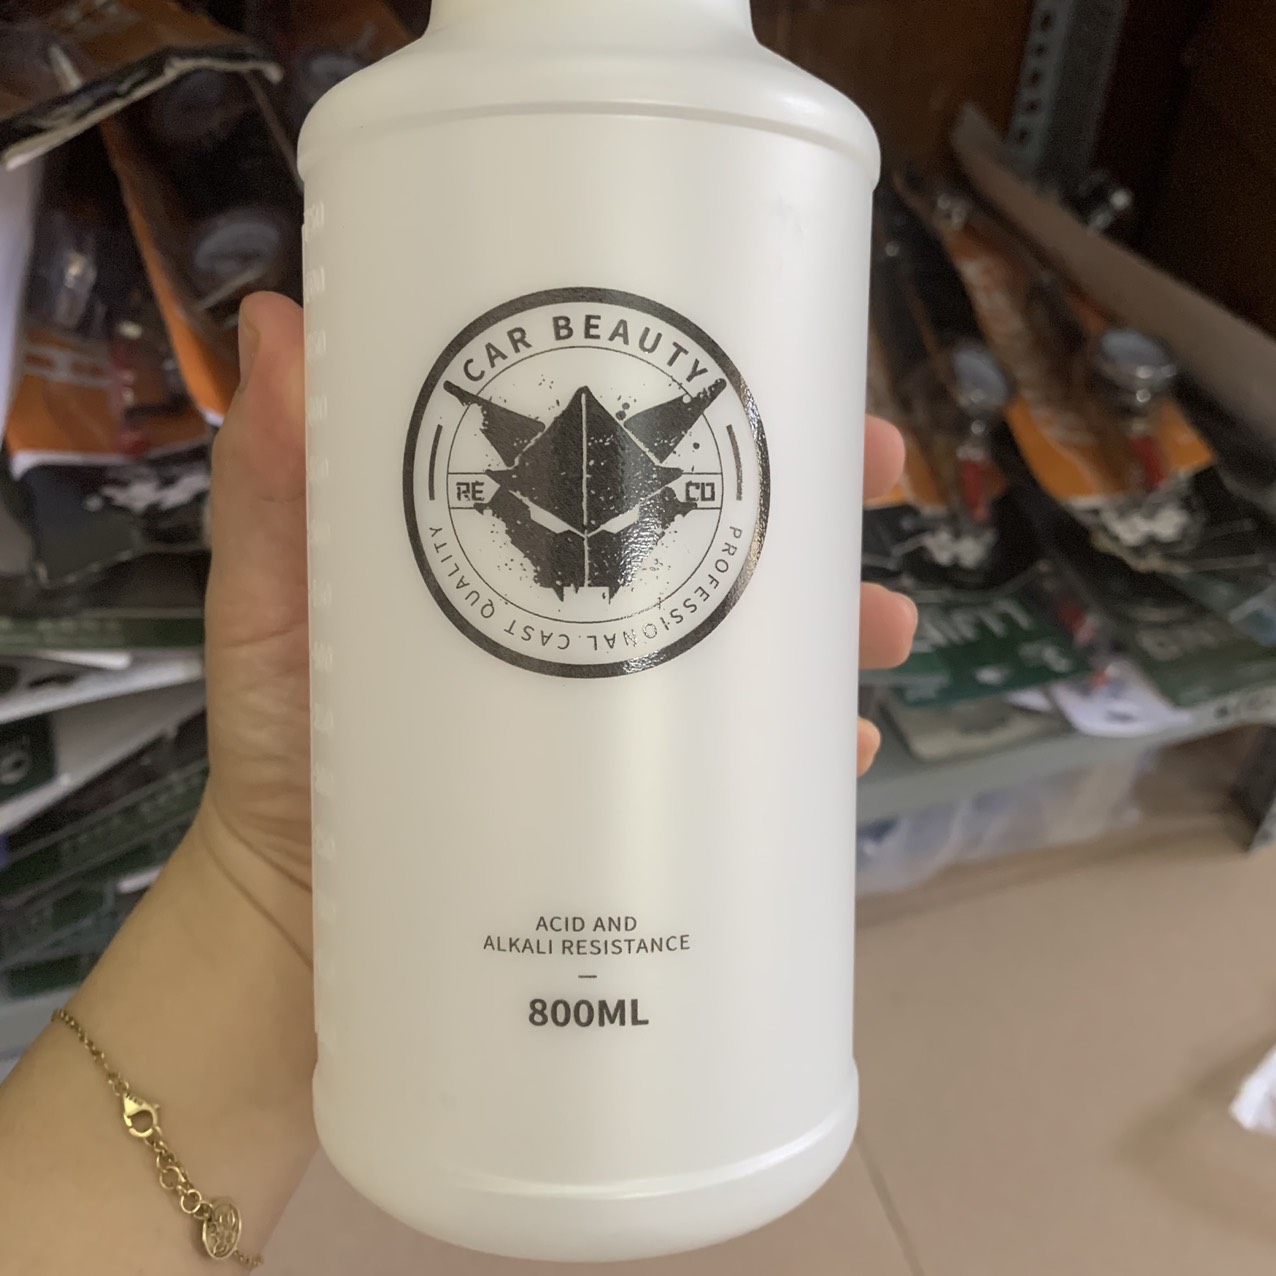 CAR BEAUTY
RE CO
PROFESSIONAL CAST QUALITY
ACID AND
ALKALI RESISTANCE
800ML